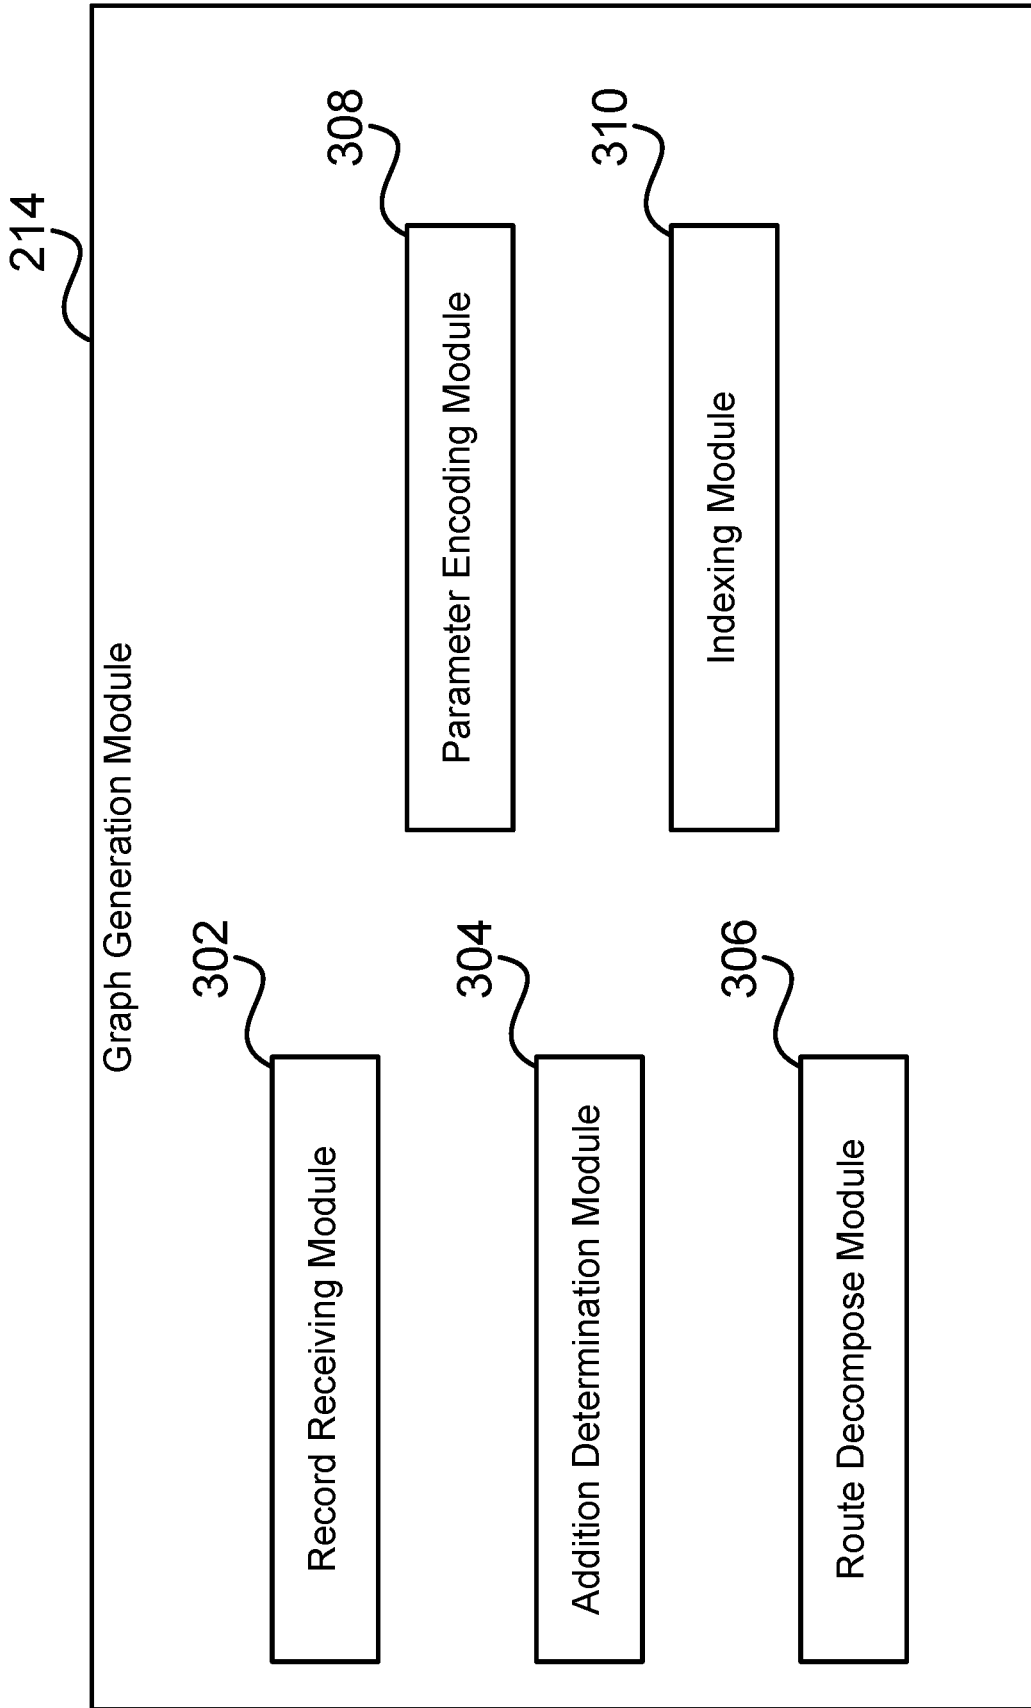 214
Graph Generation Module
302
Record Receiving Module
304
Addition Determination Module
306
Route Decompose Module
308
Parameter Encoding Module
310
Indexing Module